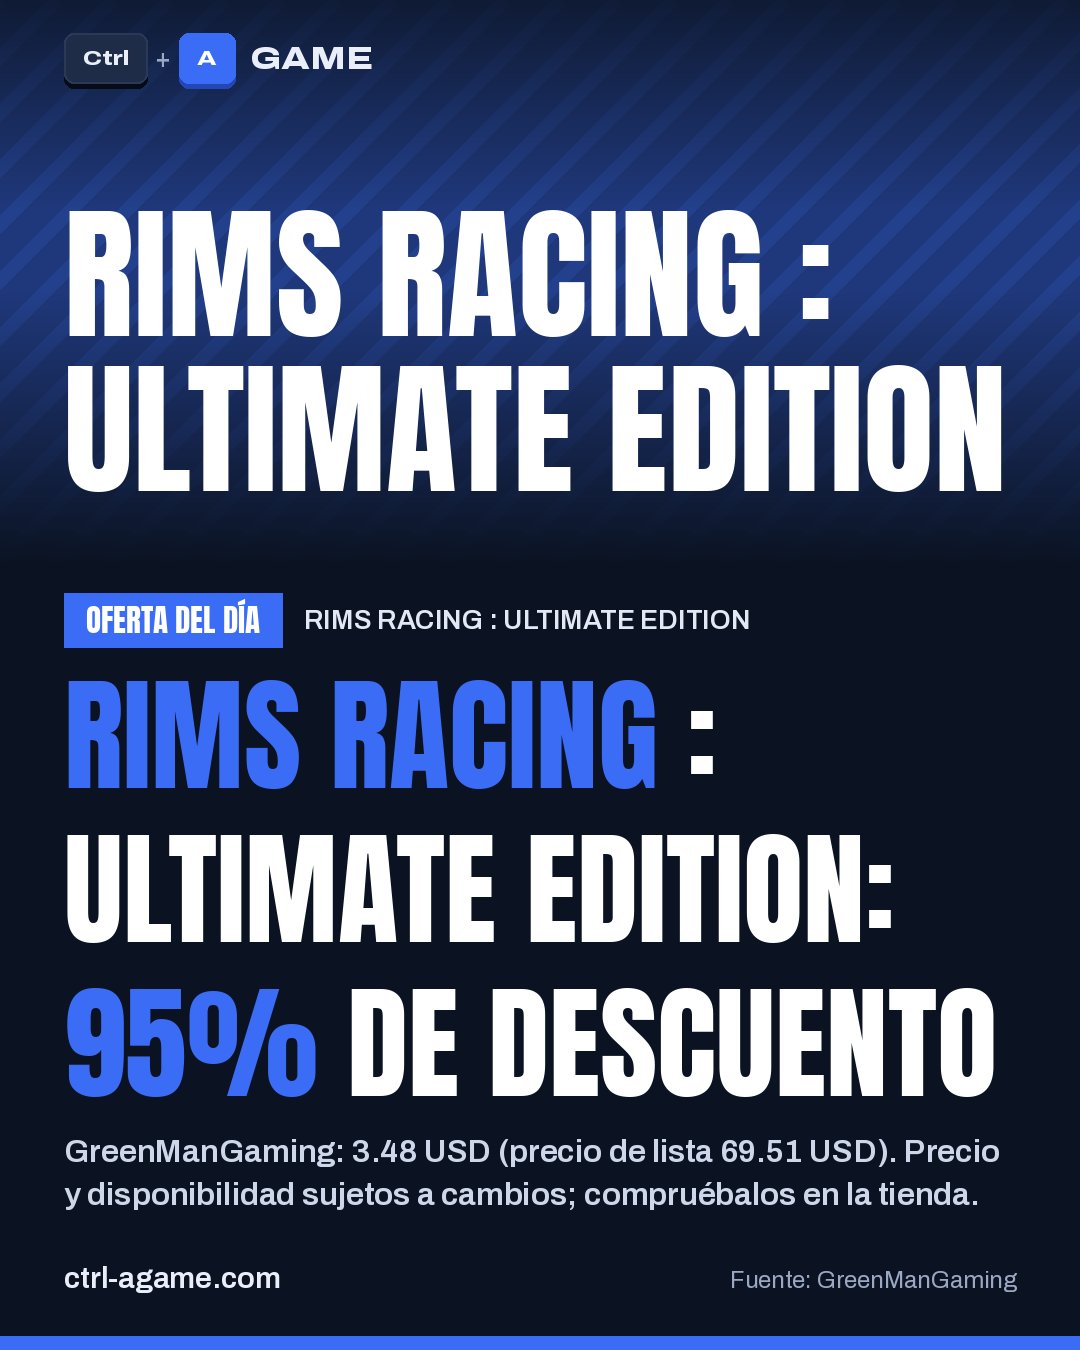 Ctrl + A GAME
RIMS RACING :
ULTIMATE EDITION
OFERTA DEL DÍA RIMS RACING : ULTIMATE EDITION
RIMS RACING :
ULTIMATE EDITION:
95% DE DESCUENTO
GreenManGaming: 3.48 USD (precio de lista 69.51 USD). Precio
y disponibilidad sujetos a cambios; compruébalos en la tienda.
ctrl-agame.com Fuente: GreenManGaming